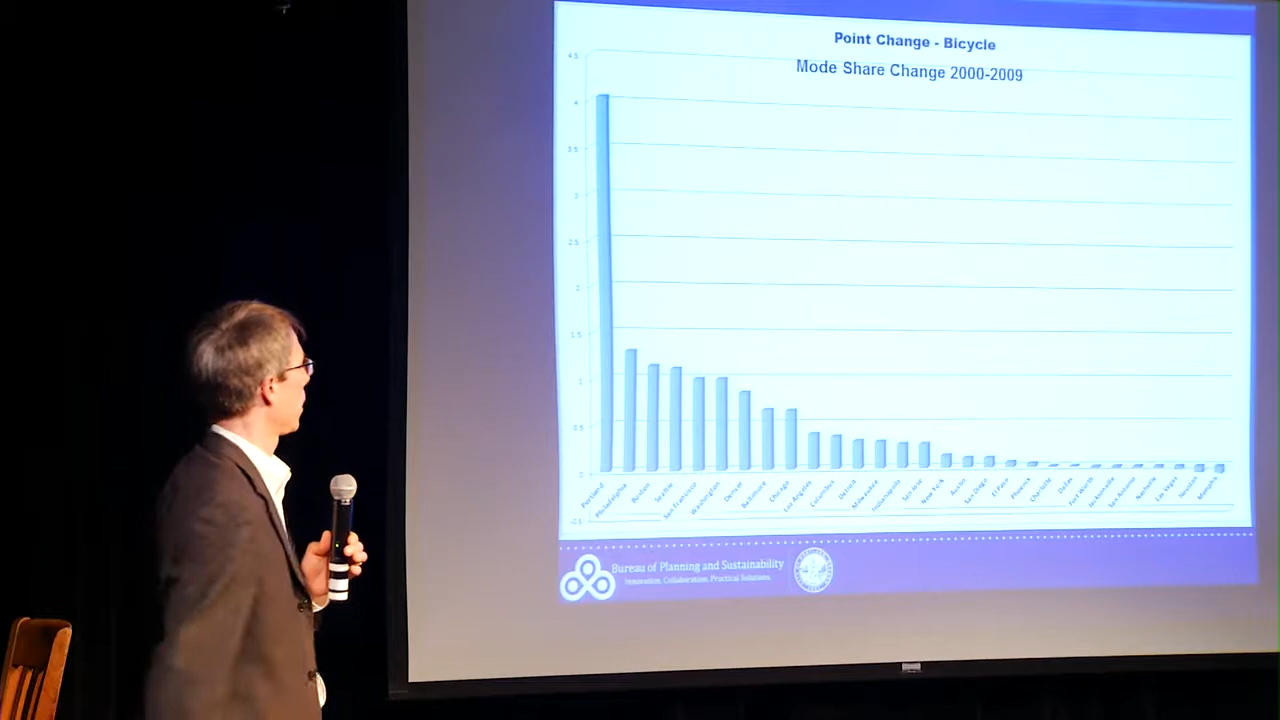 Point Change - Bicycle
Mode Share Change 2000-2009
4.5
4
3.5
3
2.5
2
1.5
1
0.5
0
-0.5
Portland
Philadelphia
Boston
Seattle
San Francisco
Washington
Denver
Baltimore
Chicago
Los Angeles
Columbus
Detroit
Milwaukee
Indianapolis
San Jose
New York
Austin
San Diego
El Paso
Phoenix
Charlotte
Dallas
Fort Worth
Jacksonville
San Antonio
Nashville
Las Vegas
Houston
Memphis
Bureau of Planning and Sustainability
Innovation. Collaboration. Practical Solutions.